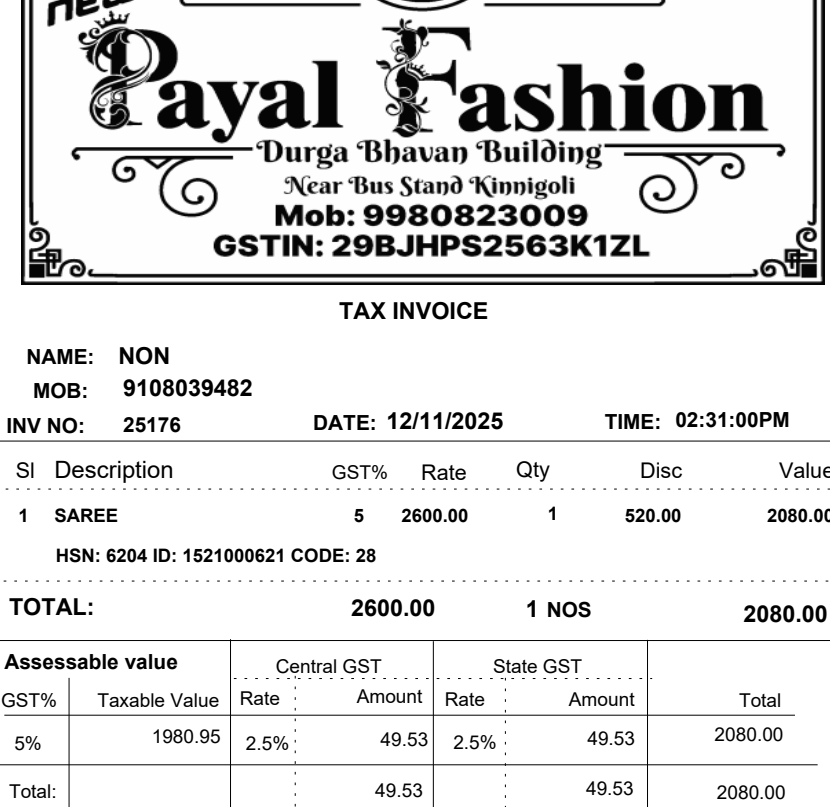 new
Payal Fashion
Durga Bhavan Building
Near Bus Stand Kinnigoli
Mob: 9980823009
GSTIN: 29BJHPS2563K1ZL
TAX INVOICE
NAME: NON
MOB: 9108039482
INV NO: 25176 DATE: 12/11/2025 TIME: 02:31:00PM
Sl Description GST% Rate Qty Disc Value
1 SAREE 5 2600.00 1 520.00 2080.00
HSN: 6204 ID: 1521000621 CODE: 28
TOTAL: 2600.00 1 NOS 2080.00
Assessable value Central GST State GST
GST% Taxable Value Rate Amount Rate Amount Total
5% 1980.95 2.5% 49.53 2.5% 49.53 2080.00
Total: 49.53 49.53 2080.00